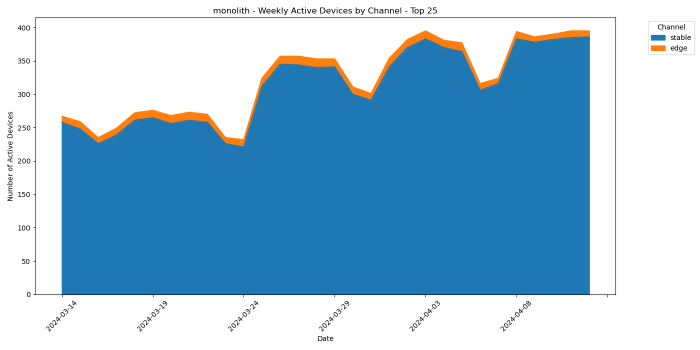 monolith - Weekly Active Devices by Channel - Top 25
Channel
stable
edge
Number of Active Devices
400
350
300
250
200
150
100
50
0
2024-03-14
2024-03-19
2024-03-24
2024-03-29
2024-04-03
2024-04-08
Date